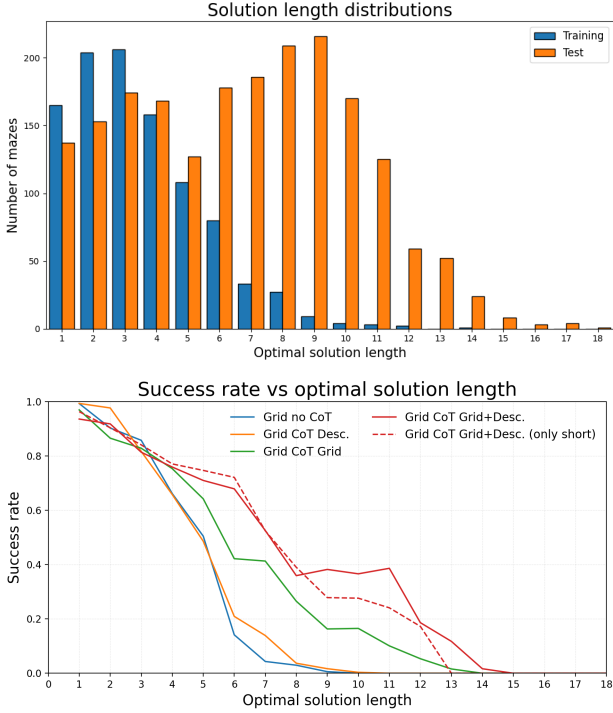 Solution length distributions
Training
Test
Number of mazes
200
150
100
50
0
1 2 3 4 5 6 7 8 9 10 11 12 13 14 15 16 17 18
Optimal solution length
Success rate vs optimal solution length
Grid no CoT
Grid CoT Desc.
Grid CoT Grid
Grid CoT Grid+Desc.
Grid CoT Grid+Desc. (only short)
Success rate
1.0
0.8
0.6
0.4
0.2
0.0
0 1 2 3 4 5 6 7 8 9 10 11 12 13 14 15 16 17 18
Optimal solution length